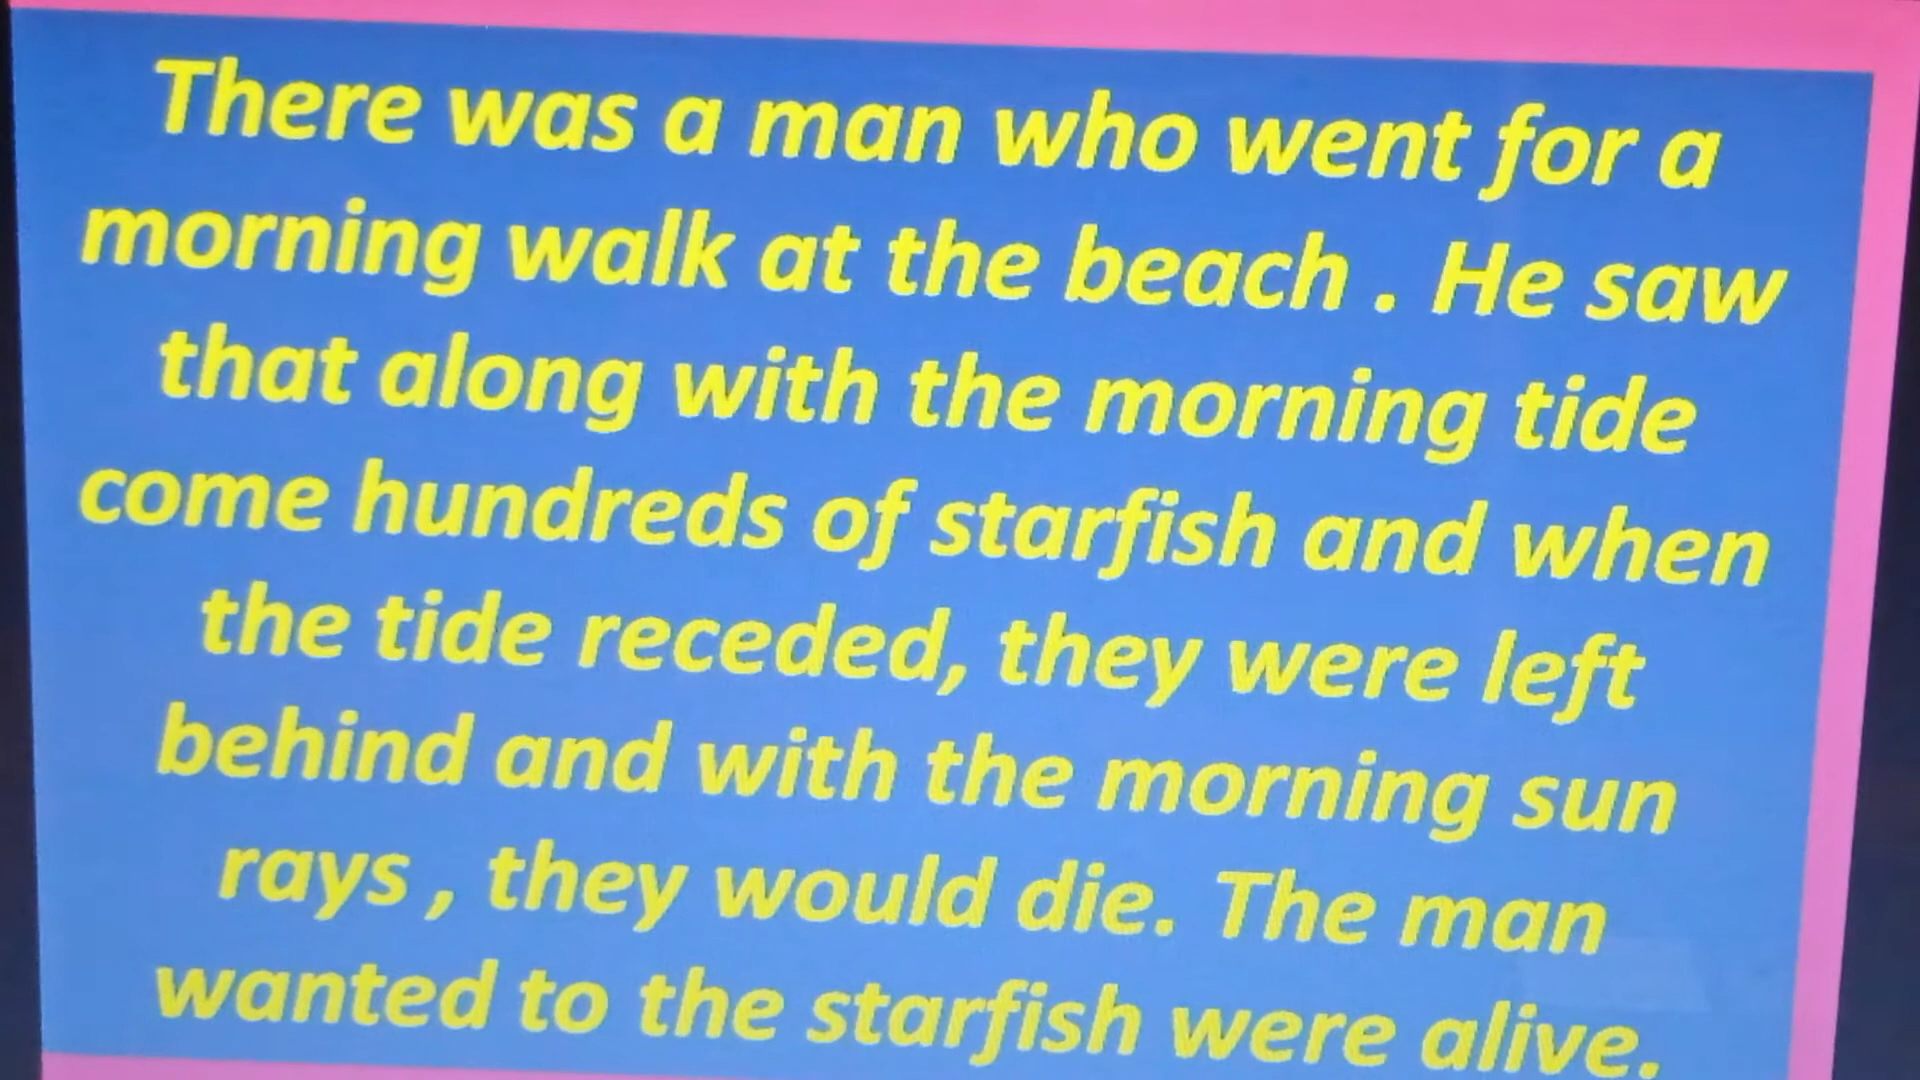 There was a man who went for a
morning walk at the beach . He saw
that along with the morning tide
come hundreds of starfish and when
the tide receded, they were left
behind and with the morning sun
rays , they would die. The man
wanted to the starfish were alive.